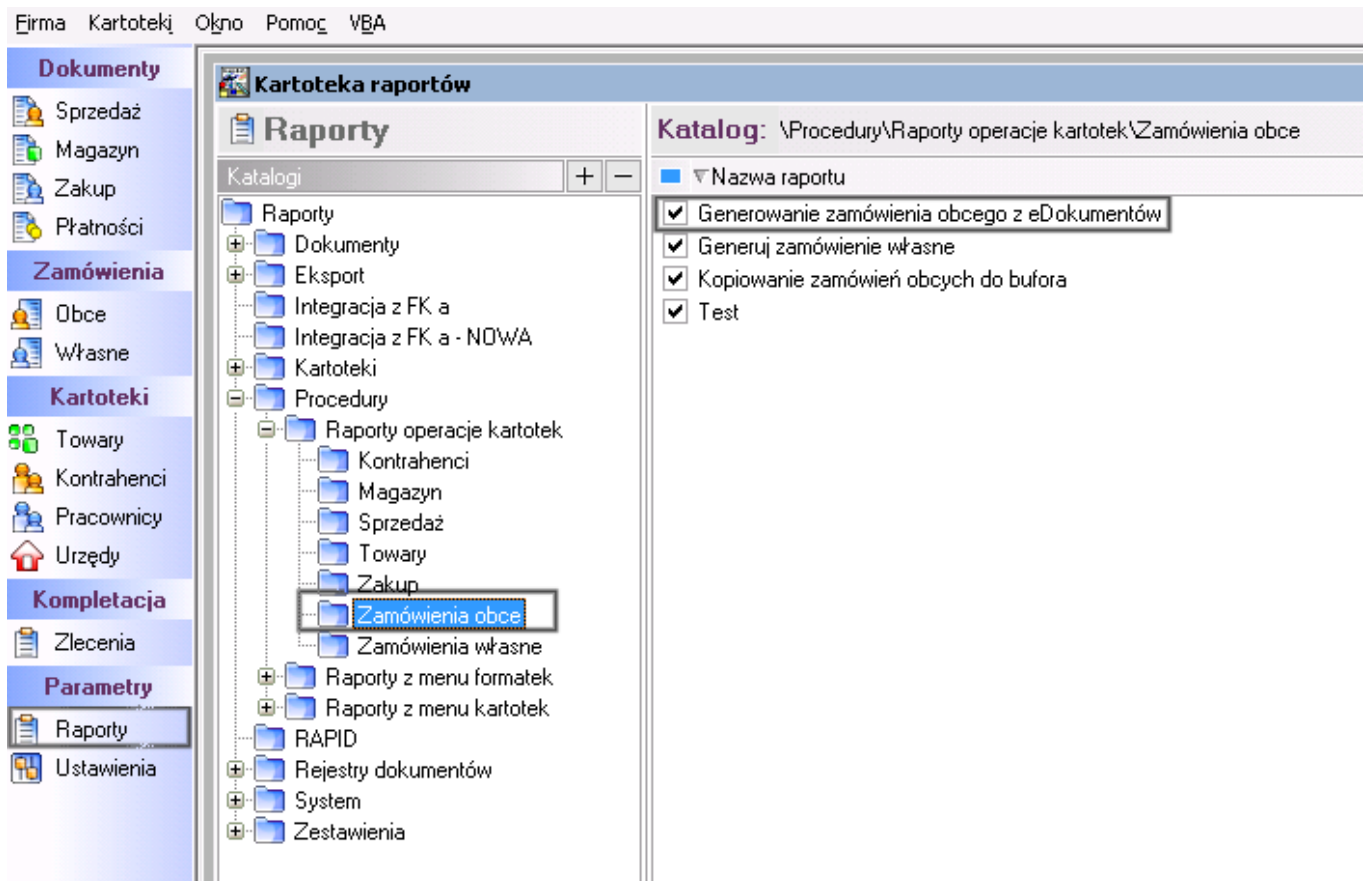 Firma Kartoteki Okno Pomoc VBA
Dokumenty
Sprzedaż
Magazyn
Zakup
Płatności
Zamówienia
Obce
Własne
Kartoteki
Towary
Kontrahenci
Pracownicy
Urzędy
Kompletacja
Zlecenia
Parametry
Raporty
Ustawienia
Kartoteka raportów
Raporty
Katalogi
Raporty
Dokumenty
Eksport
Integracja z FK a
Integracja z FK a - NOWA
Kartoteki
Procedury
Raporty operacje kartotek
Kontrahenci
Magazyn
Sprzedaż
Towary
Zakup
Zamówienia obce
Zamówienia własne
Raporty z menu formatek
Raporty z menu kartotek
RAPID
Rejestry dokumentów
System
Zestawienia
Katalog: \Procedury\Raporty operacje kartotek\Zamówienia obce
Nazwa raportu
Generowanie zamówienia obcego z eDokumentów
Generuj zamówienie własne
Kopiowanie zamówień obcych do bufora
Test